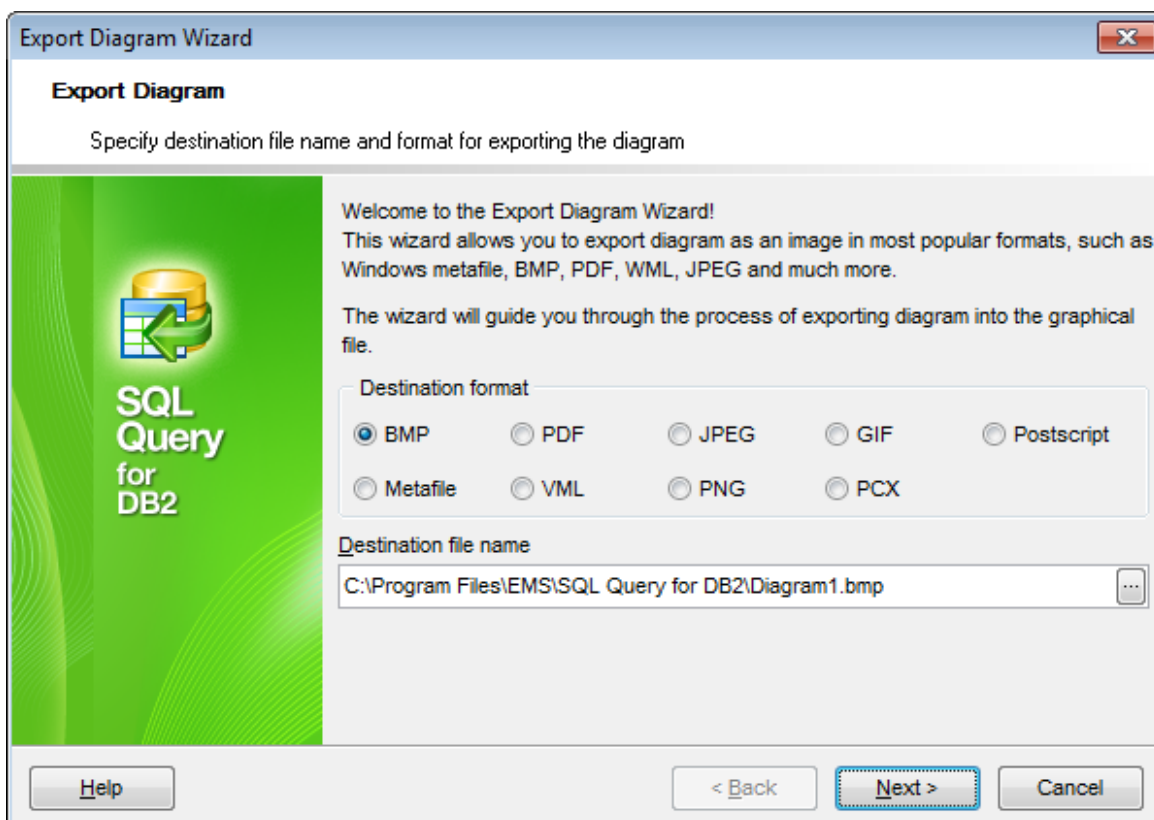 Export Diagram Wizard
Export Diagram
Specify destination file name and format for exporting the diagram
Welcome to the Export Diagram Wizard!
This wizard allows you to export diagram as an image in most popular formats, such as
Windows metafile, BMP, PDF, WML, JPEG and much more.
The wizard will guide you through the process of exporting diagram into the graphical
file.
SQL
Query
for
DB2
Destination format
BMP PDF JPEG GIF Postscript
Metafile VML PNG PCX
Destination file name
C:\Program Files\EMS\SQL Query for DB2\Diagram1.bmp ...
Help < Back Next > Cancel